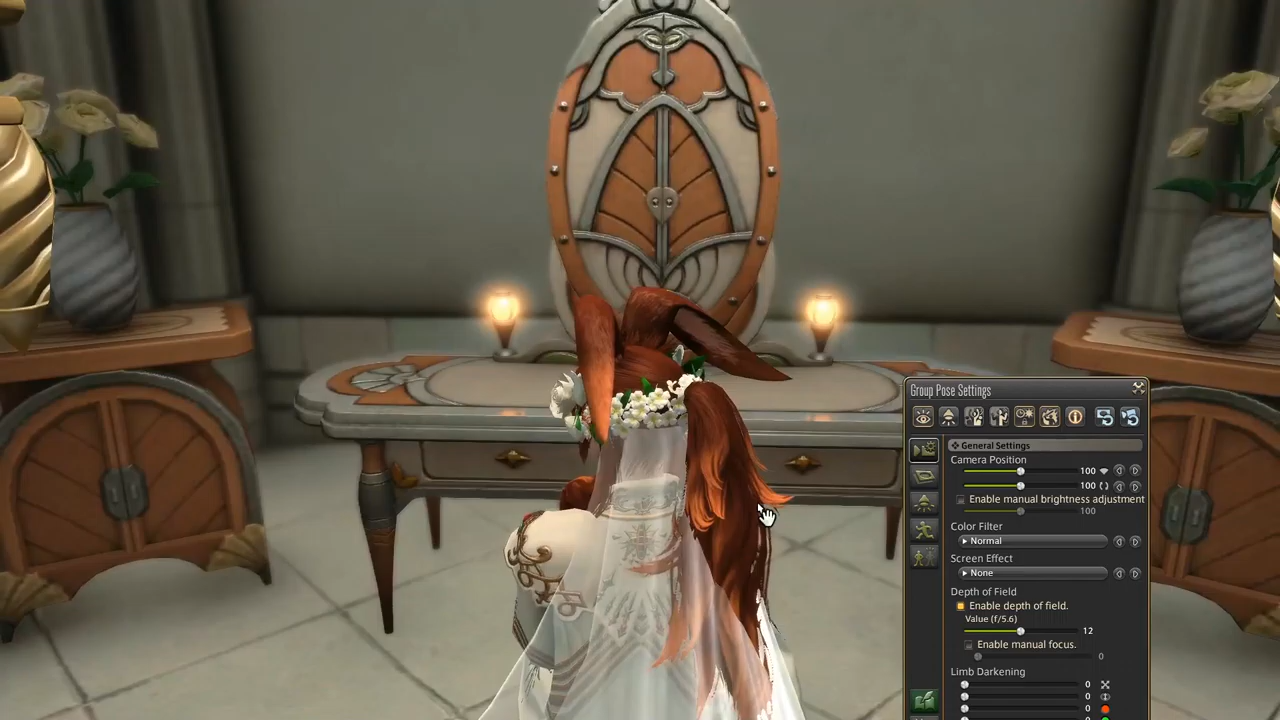 Group Pose Settings
General Settings
Camera Position
100
100
Enable manual brightness adjustment
100
Color Filter
Normal
Screen Effect
None
Depth of Field
Enable depth of field.
Value (f/5.6)
12
Enable manual focus.
0
Limb Darkening
0
0
0